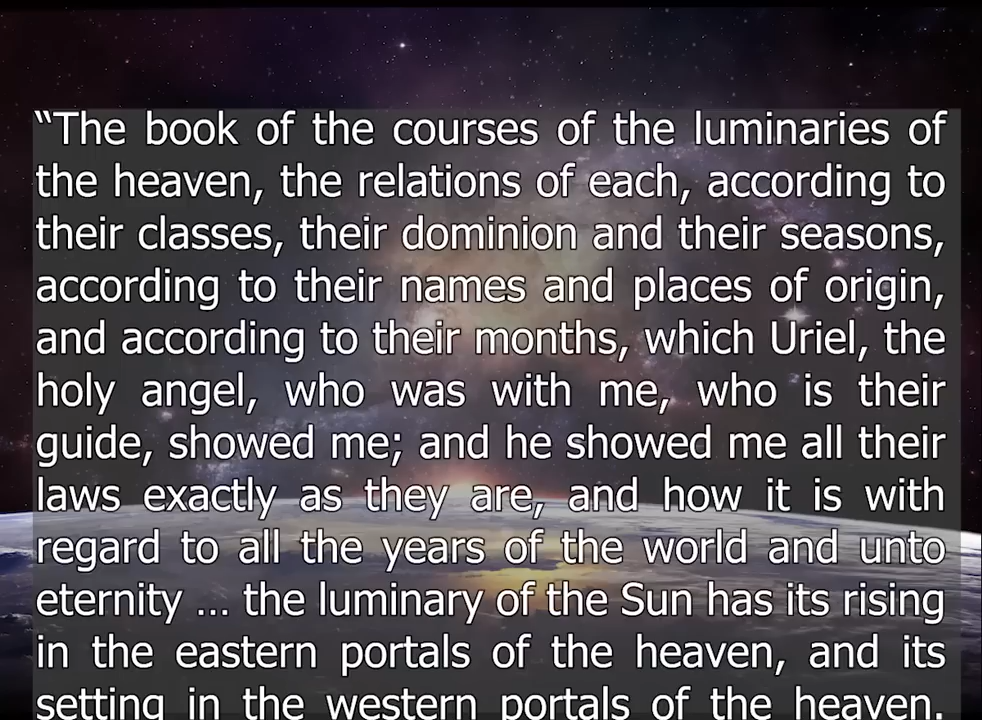 “The book of the courses of the luminaries of
the heaven, the relations of each, according to
their classes, their dominion and their seasons,
according to their names and places of origin,
and according to their months, which Uriel, the
holy angel, who was with me, who is their
guide, showed me; and he showed me all their
laws exactly as they are, and how it is with
regard to all the years of the world and unto
eternity ... the luminary of the Sun has its rising
in the eastern portals of the heaven, and its
setting in the western portals of the heaven.